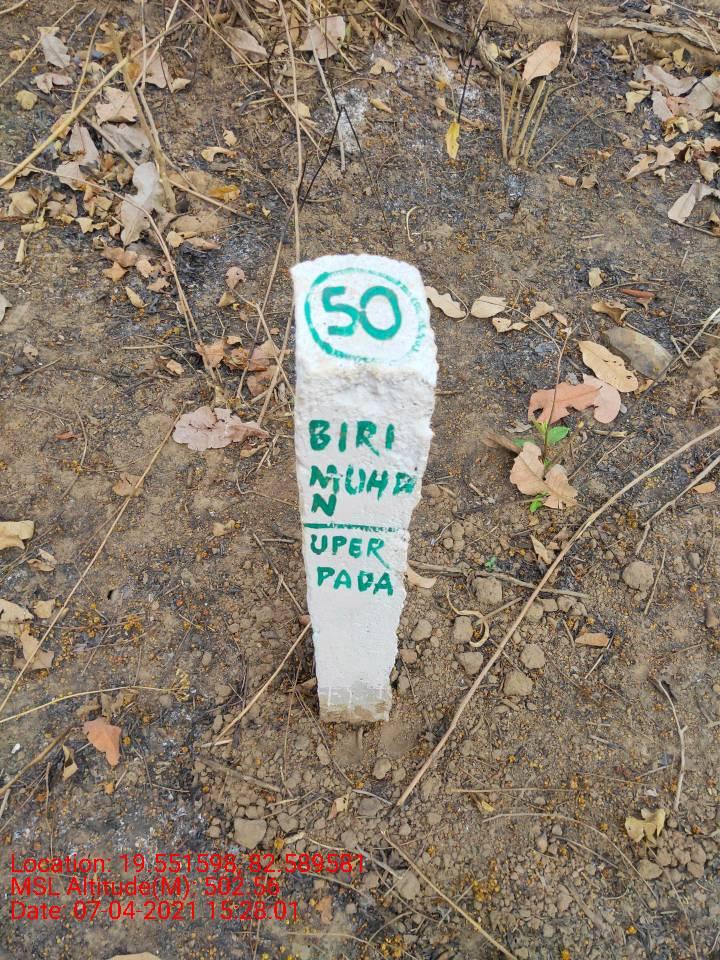 50
BIRI
MUHA
N
UPER
PADA
Location: 19.551598, 82.589581
MSL Altitude(M): 502.56
Date: 07-04-2021 15:28:01